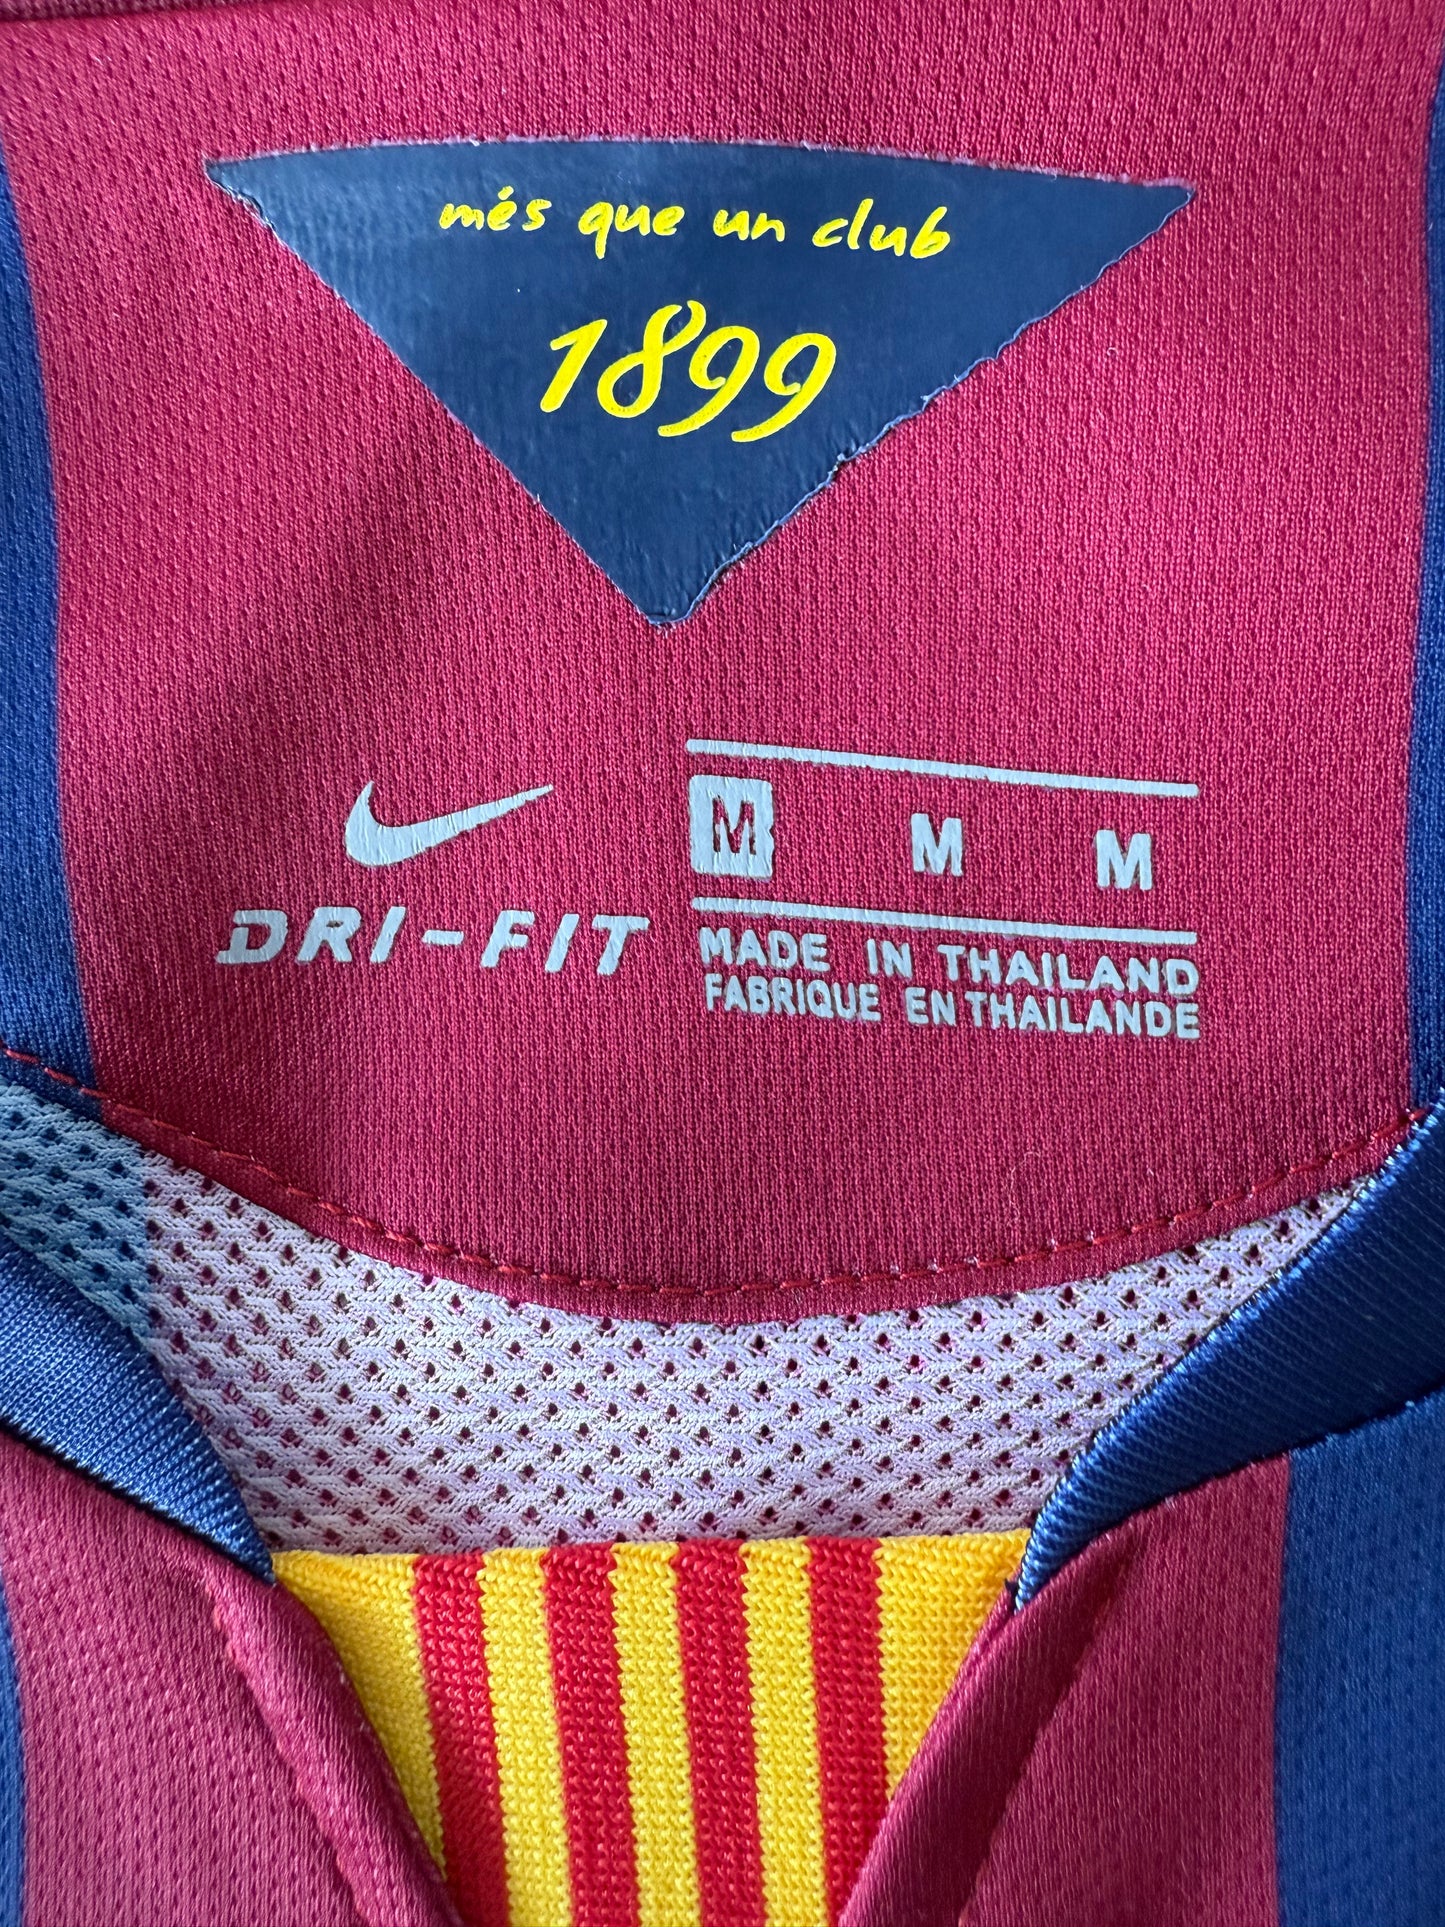 més que un club
1899
DRI-FIT
M M M
MADE IN THAILAND
FABRIQUE EN THAILANDE